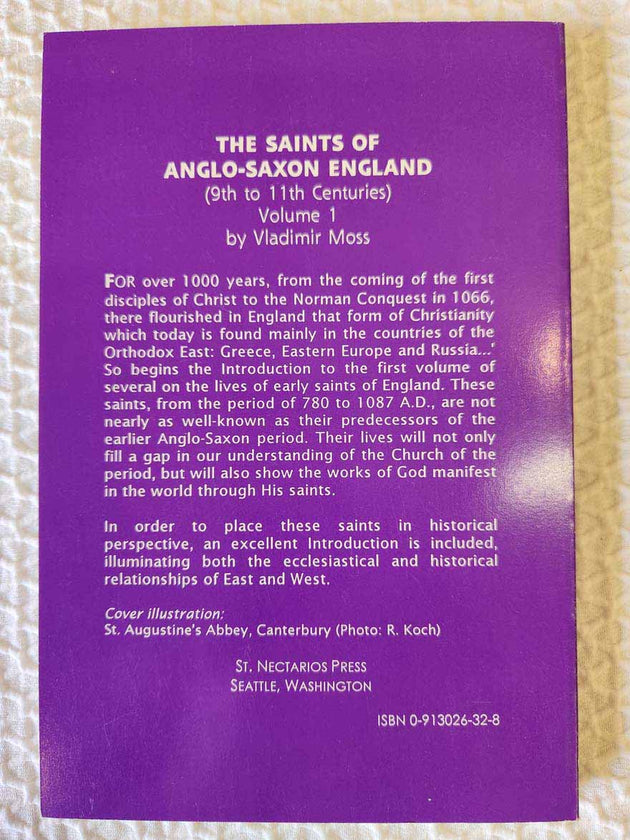 THE SAINTS OF
ANGLO-SAXON ENGLAND
(9th to 11th Centuries)
Volume 1
by Vladimir Moss
FOR over 1000 years, from the coming of the first
disciples of Christ to the Norman Conquest in 1066,
there flourished in England that form of Christianity
which today is found mainly in the countries of the
Orthodox East: Greece, Eastern Europe and Russia...'
So begins the Introduction to the first volume of
several on the lives of early saints of England. These
saints, from the period of 780 to 1087 A.D., are not
nearly as well-known as their predecessors of the
earlier Anglo-Saxon period. Their lives will not only
fill a gap in our understanding of the Church of the
period, but will also show the works of God manifest
in the world through His saints.
In order to place these saints in historical
perspective, an excellent Introduction is included,
illuminating both the ecclesiastical and historical
relationships of East and West.
Cover illustration:
St. Augustine's Abbey, Canterbury (Photo: R. Koch)
ST. NECTARIOS PRESS
SEATTLE, WASHINGTON
ISBN 0-913026-32-8